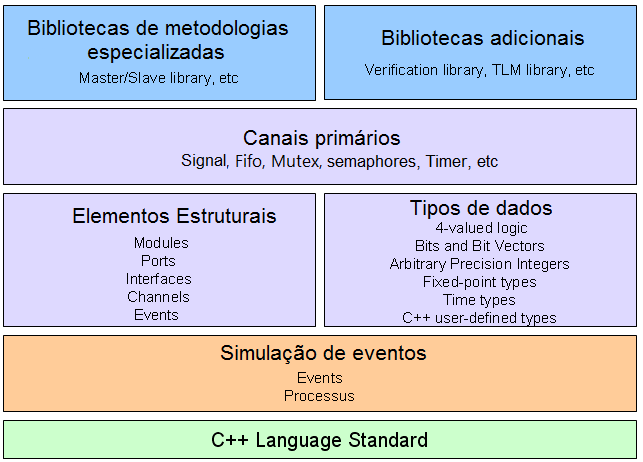 Bibliotecas de metodologias
especializadas
Master/Slave library, etc
Bibliotecas adicionais
Verification library, TLM library, etc
Canais primários
Signal, Fifo, Mutex, semaphores, Timer, etc
Elementos Estruturais
Modules
Ports
Interfaces
Channels
Events
Tipos de dados
4-valued logic
Bits and Bit Vectors
Arbitrary Precision Integers
Fixed-point types
Time types
C++ user-defined types
Simulação de eventos
Events
Processus
C++ Language Standard